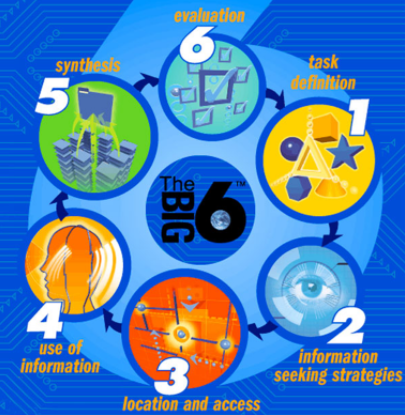 evaluation
6
synthesis
5
task
definition
1
The
BIG
6™
4
use of
information
2
information
seeking strategies
3
location and access